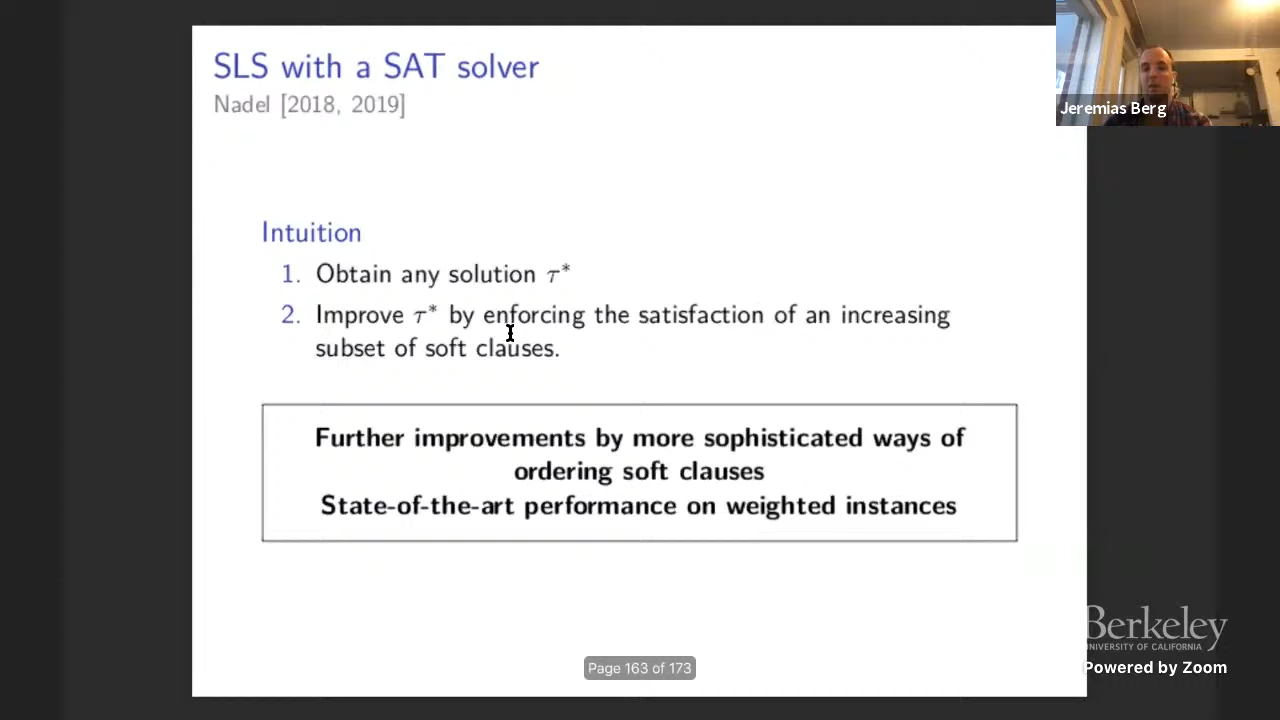 SLS with a SAT solver
Nadel [2018, 2019]
Jeremias Berg
Intuition
1. Obtain any solution τ*
2. Improve τ* by enforcing the satisfaction of an increasing
subset of soft clauses.
Further improvements by more sophisticated ways of
ordering soft clauses
State-of-the-art performance on weighted instances
Page 163 of 173
Berkeley
UNIVERSITY OF CALIFORNIA
Powered by Zoom